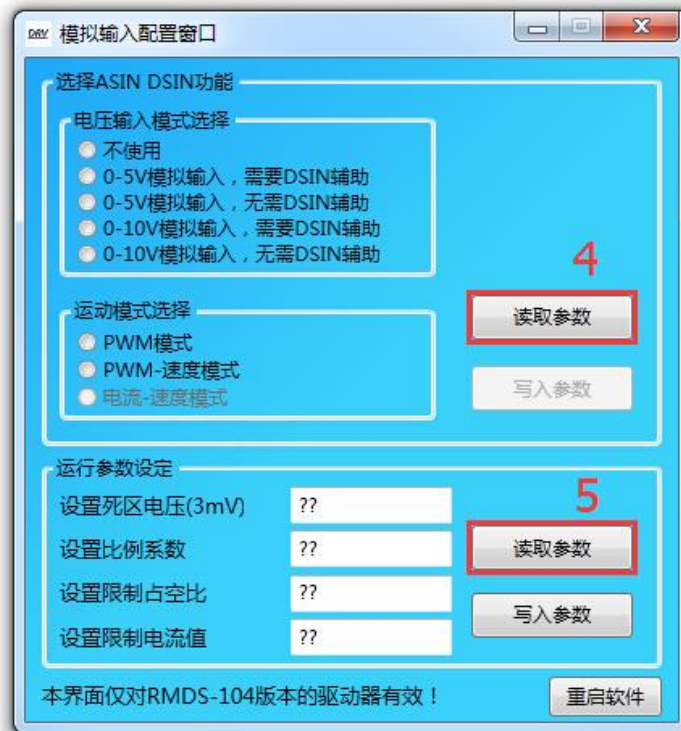 DRV 模拟输入配置窗口
选择ASIN DSIN功能
电压输入模式选择
不使用
0-5V模拟输入，需要DSIN辅助
0-5V模拟输入，无需DSIN辅助
0-10V模拟输入，需要DSIN辅助
0-10V模拟输入，无需DSIN辅助
4
读取参数
运动模式选择
PWM模式
PWM-速度模式
电流-速度模式
写入参数
运行参数设定
5
设置死区电压(3mV) ??
设置比例系数 ??
读取参数
设置限制占空比 ??
写入参数
设置限制电流值 ??
本界面仅对RMDS-104版本的驱动器有效！
重启软件